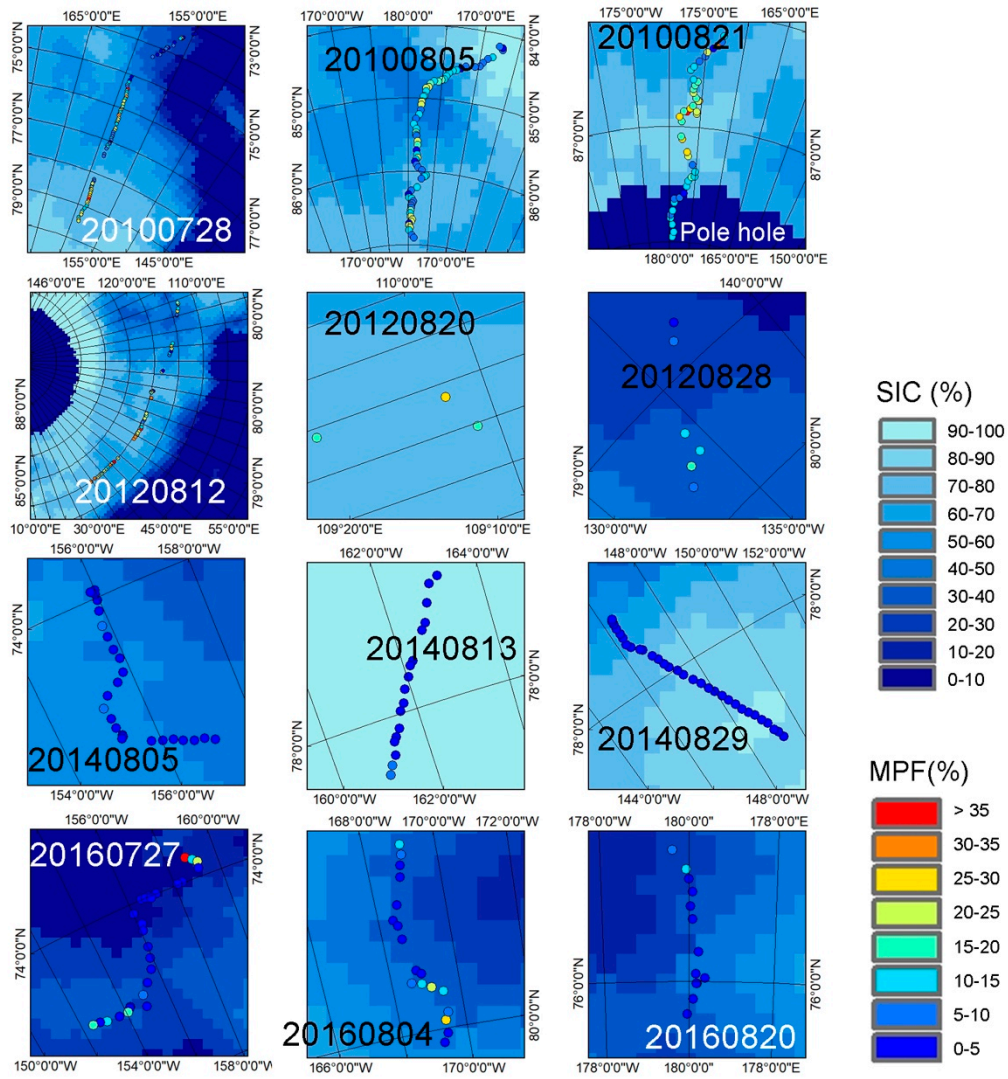 165°0'0"E 155°0'0"E
75°0'0"N 73°0'0"N
77°0'0"N 75°0'0"N
79°0'0"N 77°0'0"N
20100728
155°0'0"E 145°0'0"E
170°0'0"W 180°0'0" 170°0'0"E
20100805
84°0'0"N
85°0'0"N 85°0'0"N
86°0'0"N 86°0'0"N
170°0'0"W 170°0'0"E
175°0'0"W 175°0'0"E 165°0'0"E
20100821
87°0'0"N 87°0'0"N
Pole hole
180°0'0" 165°0'0"E 150°0'0"E
146°0'0"E 120°0'0"E 110°0'0"E
80°0'0"N
88°0'0"N 80°0'0"N
85°0'0"N 79°0'0"N
20120812
10°0'0"E 30°0'0"E 45°0'0"E 55°0'0"E
110°0'0"E
20120820
109°20'0"E 109°10'0"E
140°0'0"W
20120828
79°0'0"N 80°0'0"N
130°0'0"W 135°0'0"W
156°0'0"W 158°0'0"W
74°0'0"N
20140805
154°0'0"W 156°0'0"W
162°0'0"W 164°0'0"W
20140813
78°0'0"N 78°0'0"N
160°0'0"W 162°0'0"W
148°0'0"W 150°0'0"W 152°0'0"W
78°0'0"N
78°0'0"N
20140829
144°0'0"W 148°0'0"W
156°0'0"W 160°0'0"W
20160727
74°0'0"N
74°0'0"N
150°0'0"W 154°0'0"W 158°0'0"W
168°0'0"W 170°0'0"W 172°0'0"W
20160804
80°0'0"N
166°0'0"W 170°0'0"W
178°0'0"W 180°0'0" 178°0'0"E
76°0'0"N 76°0'0"N
20160820
178°0'0"W 180°0'0" 178°0'0"E
SIC (%)
90-100
80-90
70-80
60-70
50-60
40-50
30-40
20-30
10-20
0-10
MPF(%)
> 35
30-35
25-30
20-25
15-20
10-15
5-10
0-5